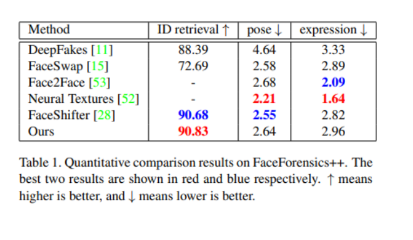 Method ID retrieval ↑ pose ↓ expression ↓
DeepFakes [11] 88.39 4.64 3.33
FaceSwap [15] 72.69 2.58 2.89
Face2Face [53] - 2.68 2.09
Neural Textures [52] - 2.21 1.64
FaceShifter [28] 90.68 2.55 2.82
Ours 90.83 2.64 2.96
Table 1. Quantitative comparison results on FaceForensics++. The
best two results are shown in red and blue respectively. ↑ means
higher is better, and ↓ means lower is better.